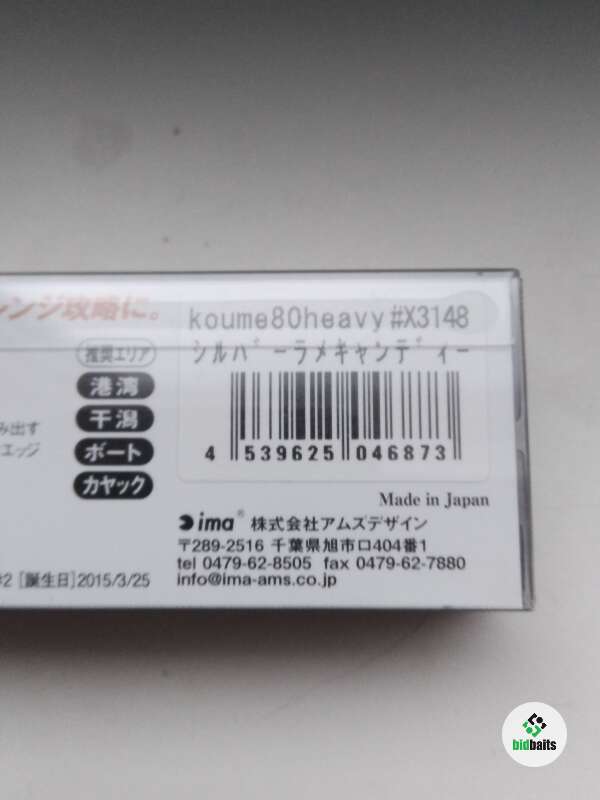 レンジ攻略に。
koume80heavy#X3148
シルバーラメキャンディー
推奨エリア
港湾
干潟
ボート
カヤック
み出す
エッジ
4 539625 046873
Made in Japan
ima® 株式会社アムズデザイン
〒289-2516 千葉県旭市ロ404番1
tel 0479-62-8505 fax 0479-62-7880
info@ima-ams.co.jp
#2 [誕生日]2015/3/25
bidbaits